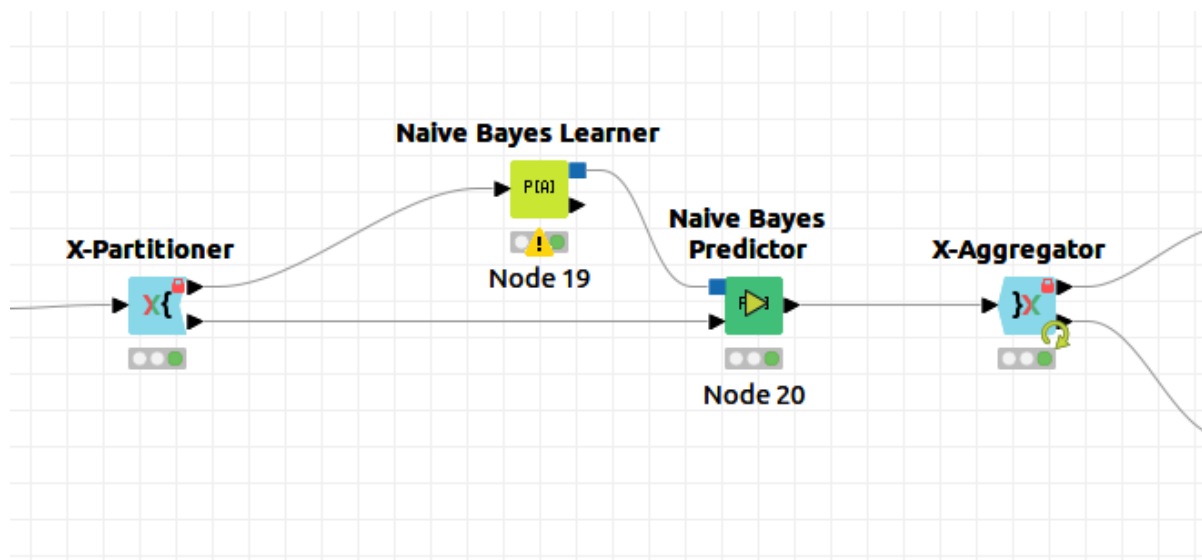 Naive Bayes Learner
P[A]
!
Node 19
X-Partitioner
X{
Naive Bayes
Predictor
Node 20
X-Aggregator
}X